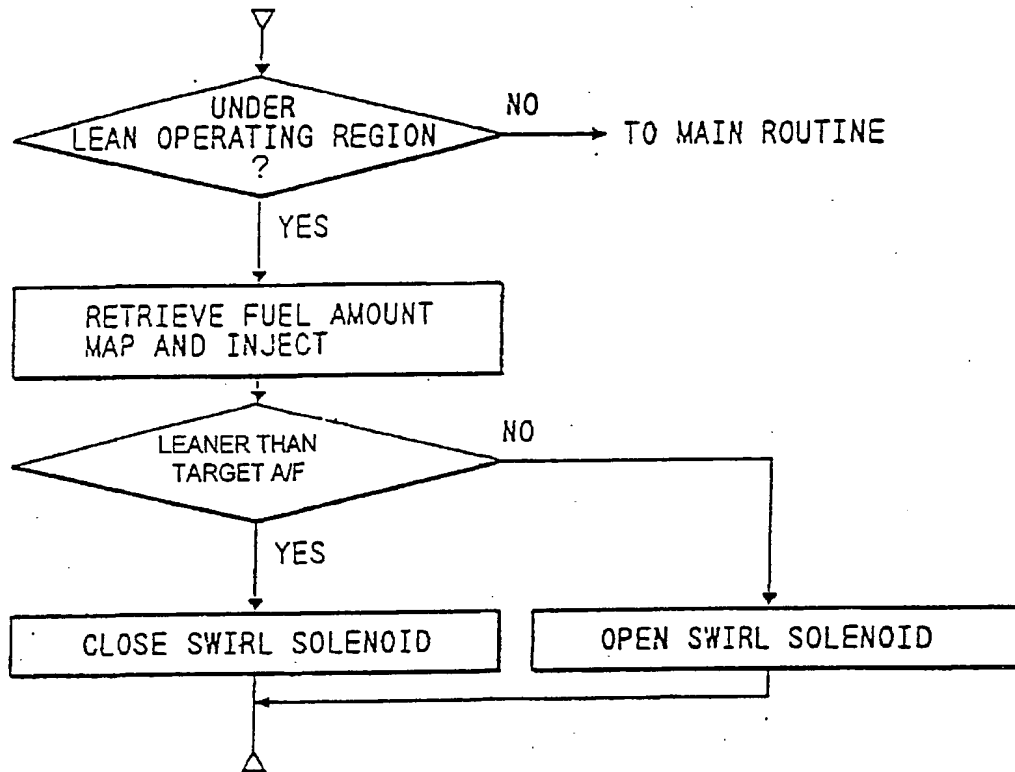 UNDER
LEAN OPERATING REGION
?
NO
TO MAIN ROUTINE
YES
RETRIEVE FUEL AMOUNT
MAP AND INJECT
LEANER THAN
TARGET A/F
NO
YES
CLOSE SWIRL SOLENOID
OPEN SWIRL SOLENOID